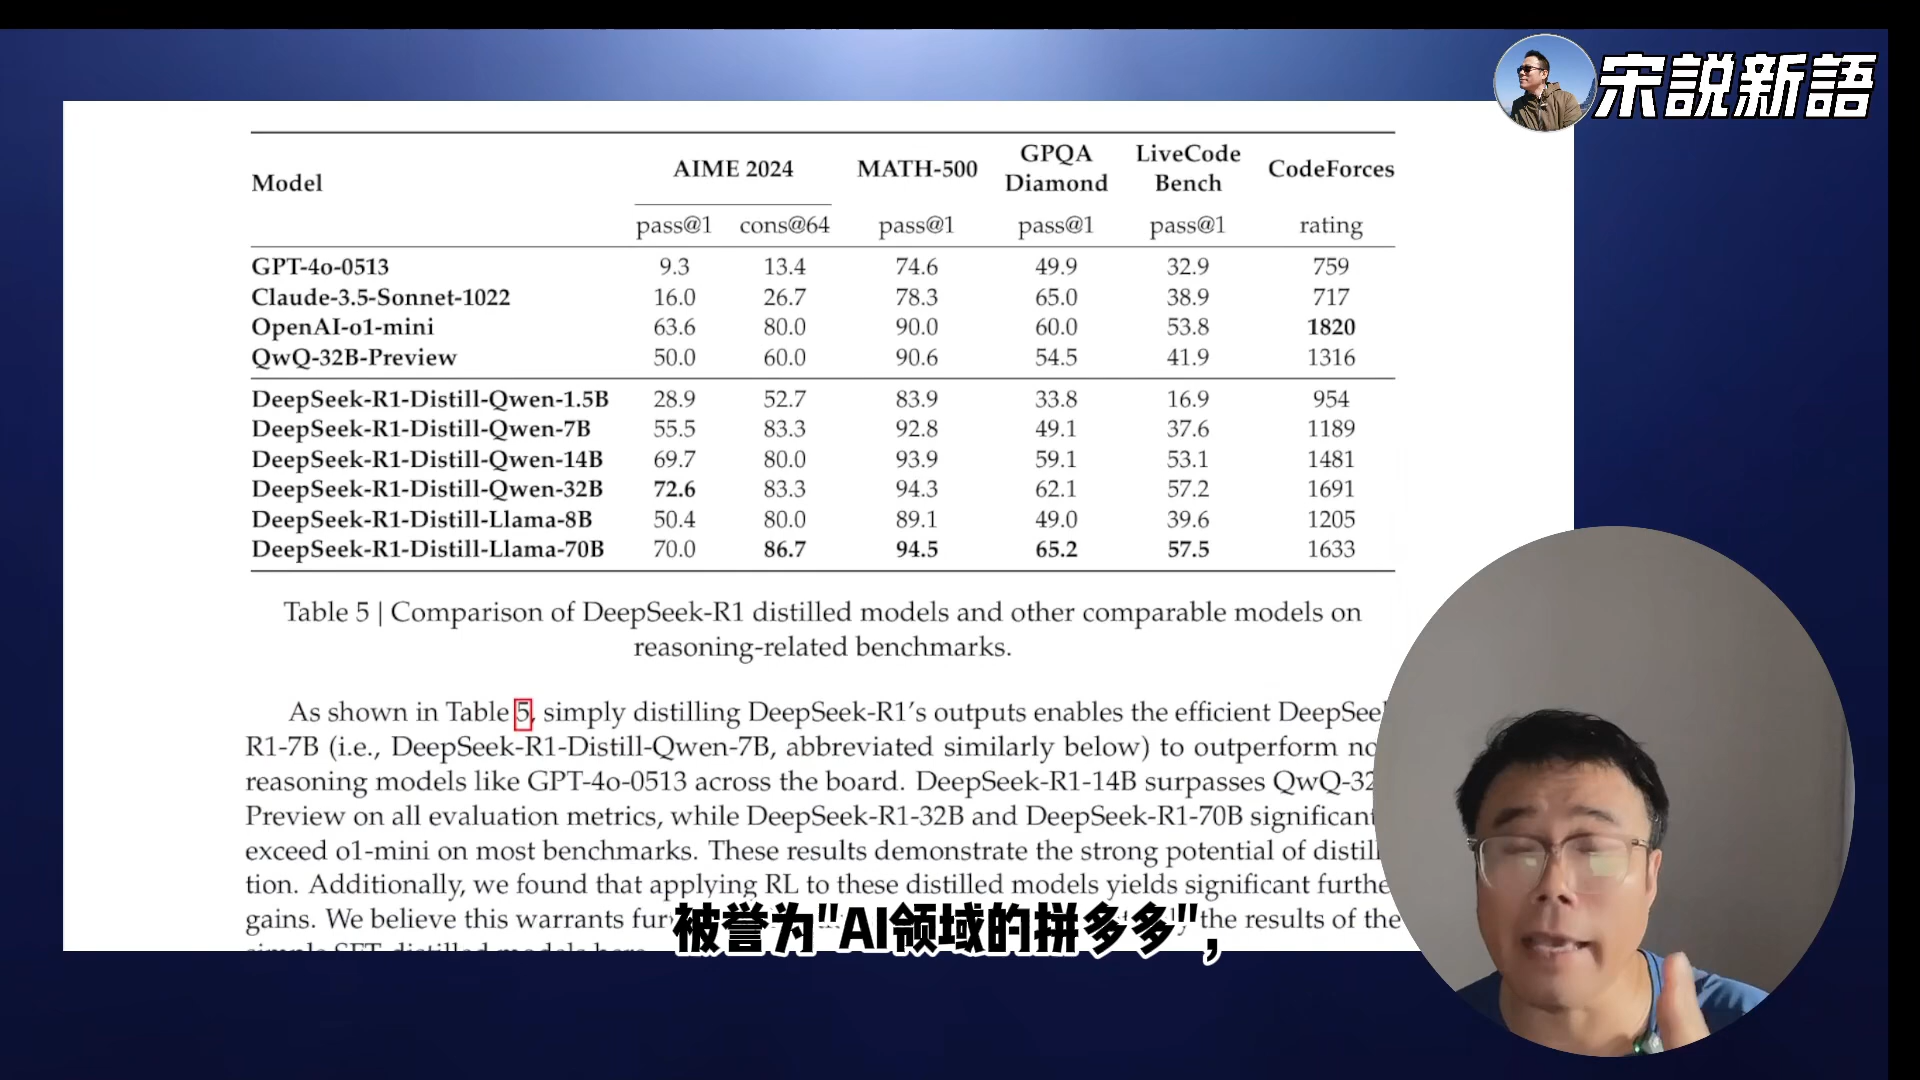 宋説新語
Model AIME 2024 MATH-500 GPQA Diamond LiveCode Bench CodeForces
pass@1 cons@64 pass@1 pass@1 pass@1 rating
GPT-4o-0513 9.3 13.4 74.6 49.9 32.9 759
Claude-3.5-Sonnet-1022 16.0 26.7 78.3 65.0 38.9 717
OpenAI-o1-mini 63.6 80.0 90.0 60.0 53.8 1820
QwQ-32B-Preview 50.0 60.0 90.6 54.5 41.9 1316
DeepSeek-R1-Distill-Qwen-1.5B 28.9 52.7 83.9 33.8 16.9 954
DeepSeek-R1-Distill-Qwen-7B 55.5 83.3 92.8 49.1 37.6 1189
DeepSeek-R1-Distill-Qwen-14B 69.7 80.0 93.9 59.1 53.1 1481
DeepSeek-R1-Distill-Qwen-32B 72.6 83.3 94.3 62.1 57.2 1691
DeepSeek-R1-Distill-Llama-8B 50.4 80.0 89.1 49.0 39.6 1205
DeepSeek-R1-Distill-Llama-70B 70.0 86.7 94.5 65.2 57.5 1633
Table 5 | Comparison of DeepSeek-R1 distilled models and other comparable models on
reasoning-related benchmarks.
As shown in Table 5, simply distilling DeepSeek-R1's outputs enables the efficient
R1-7B (i.e., DeepSeek-R1-Distill-Qwen-7B, abbreviated similarly below) to outperform
reasoning models like GPT-4o-0513 across the board. DeepSeek-R1-14B surpasses
Preview on all evaluation metrics, while DeepSeek-R1-32B and DeepSeek-R1-70B
exceed o1-mini on most benchmarks. These results demonstrate the strong potential of
tion. Additionally, we found that applying RL to these distilled models yields significant
gains. We believe this warrants the results of the
被誉为"AI领域的拼多多",